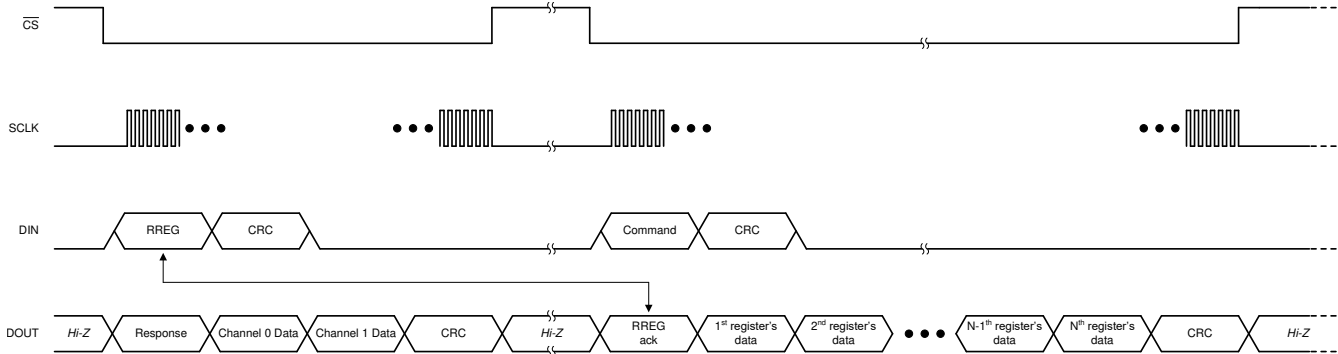 CS
SCLK
DIN
RREG
CRC
Command
CRC
DOUT
Hi-Z
Response
Channel 0 Data
Channel 1 Data
CRC
Hi-Z
RREG
ack
1st register's
data
2nd register's
data
N-1th register's
data
Nth register's
data
CRC
Hi-Z